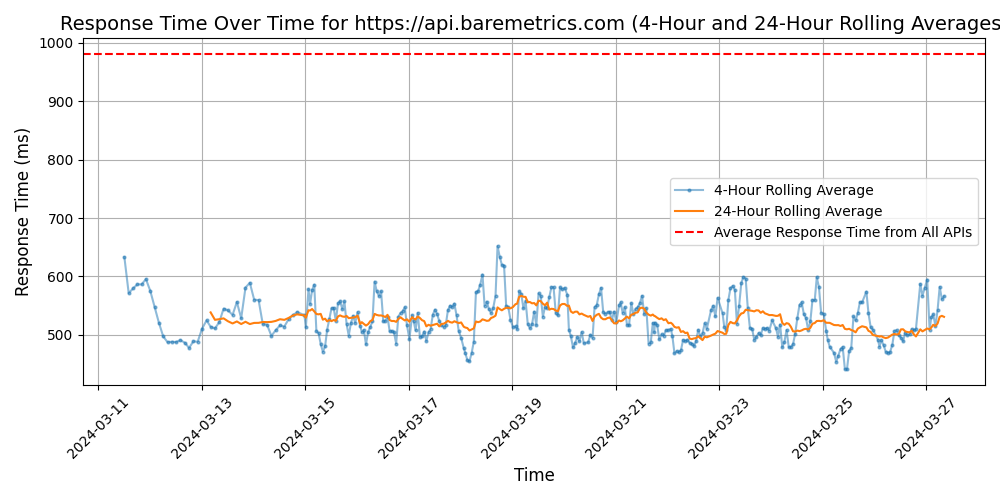 Response Time Over Time for https://api.baremetrics.com (4-Hour and 24-Hour Rolling Averages
Response Time (ms)
1000
900
800
700
600
500
4-Hour Rolling Average
24-Hour Rolling Average
Average Response Time from All APIs
2024-03-11
2024-03-13
2024-03-15
2024-03-17
2024-03-19
2024-03-21
2024-03-23
2024-03-25
2024-03-27
Time